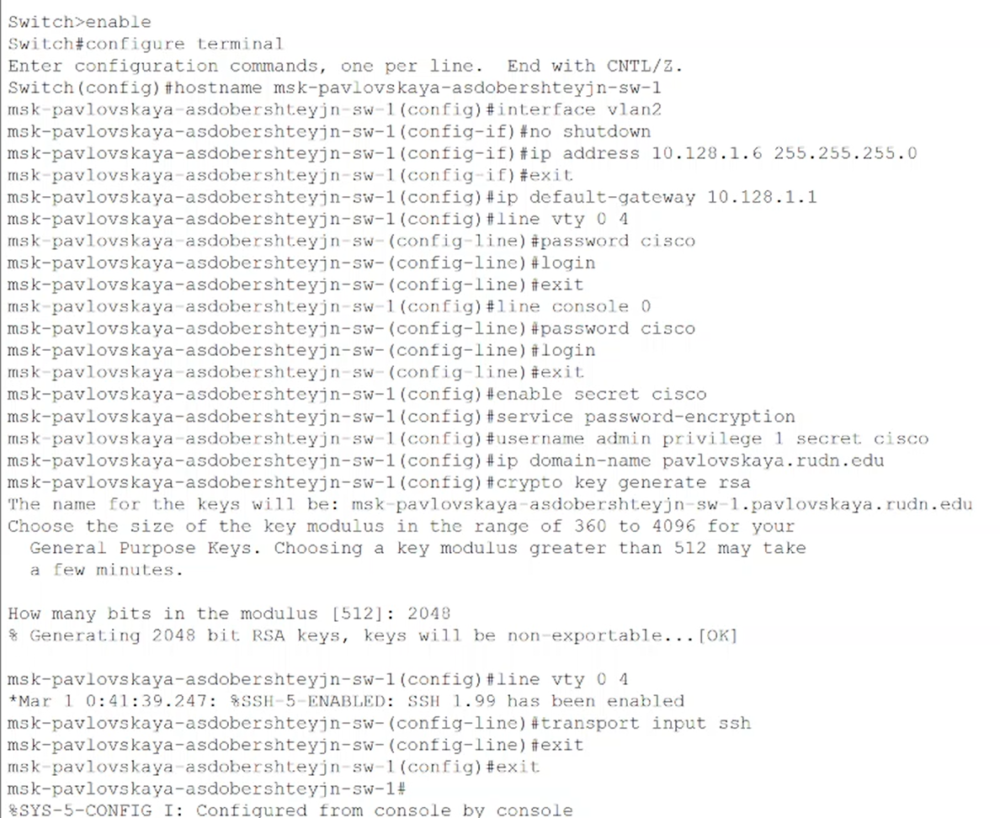 Switch>enable
Switch#configure terminal
Enter configuration commands, one per line.  End with CNTL/Z.
Switch(config)#hostname msk-pavlovskaya-asdobershteyjn-sw-1
msk-pavlovskaya-asdobershteyjn-sw-1(config)#interface vlan2
msk-pavlovskaya-asdobershteyjn-sw-1(config-if)#no shutdown
msk-pavlovskaya-asdobershteyjn-sw-1(config-if)#ip address 10.128.1.6 255.255.255.0
msk-pavlovskaya-asdobershteyjn-sw-1(config-if)#exit
msk-pavlovskaya-asdobershteyjn-sw-1(config)#ip default-gateway 10.128.1.1
msk-pavlovskaya-asdobershteyjn-sw-1(config)#line vty 0 4
msk-pavlovskaya-asdobershteyjn-sw-(config-line)#password cisco
msk-pavlovskaya-asdobershteyjn-sw-(config-line)#login
msk-pavlovskaya-asdobershteyjn-sw-(config-line)#exit
msk-pavlovskaya-asdobershteyjn-sw-1(config)#line console 0
msk-pavlovskaya-asdobershteyjn-sw-(config-line)#password cisco
msk-pavlovskaya-asdobershteyjn-sw-(config-line)#login
msk-pavlovskaya-asdobershteyjn-sw-(config-line)#exit
msk-pavlovskaya-asdobershteyjn-sw-1(config)#enable secret cisco
msk-pavlovskaya-asdobershteyjn-sw-1(config)#service password-encryption
msk-pavlovskaya-asdobershteyjn-sw-1(config)#username admin privilege 1 secret cisco
msk-pavlovskaya-asdobershteyjn-sw-1(config)#ip domain-name pavlovskaya.rudn.edu
msk-pavlovskaya-asdobershteyjn-sw-1(config)#crypto key generate rsa
The name for the keys will be: msk-pavlovskaya-asdobershteyjn-sw-1.pavlovskaya.rudn.edu
Choose the size of the key modulus in the range of 360 to 4096 for your
  General Purpose Keys. Choosing a key modulus greater than 512 may take
  a few minutes.
How many bits in the modulus [512]: 2048
% Generating 2048 bit RSA keys, keys will be non-exportable...[OK]
msk-pavlovskaya-asdobershteyjn-sw-1(config)#line vty 0 4
*Mar 1 0:41:39.247: %SSH-5-ENABLED: SSH 1.99 has been enabled
msk-pavlovskaya-asdobershteyjn-sw-(config-line)#transport input ssh
msk-pavlovskaya-asdobershteyjn-sw-(config-line)#exit
msk-pavlovskaya-asdobershteyjn-sw-1(config)#exit
msk-pavlovskaya-asdobershteyjn-sw-1#
%SYS-5-CONFIG I: Configured from console by console